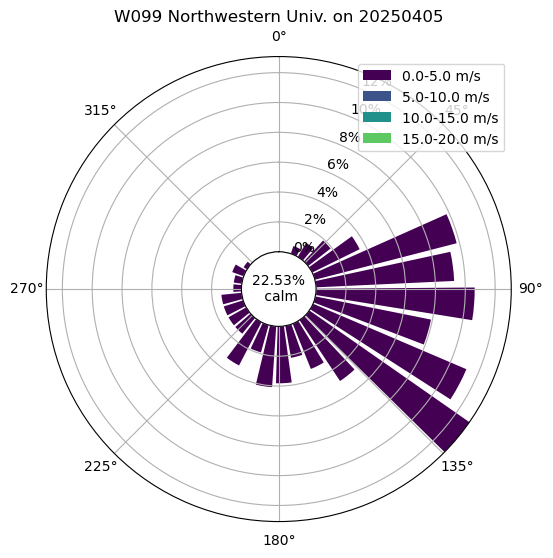 W099 Northwestern Univ. on 20250405
0°
0.0-5.0 m/s
5.0-10.0 m/s
10.0-15.0 m/s
15.0-20.0 m/s
315°
45°
12%
10%
8%
6%
4%
2%
0%
22.53%
calm
270°
90°
225°
135°
180°